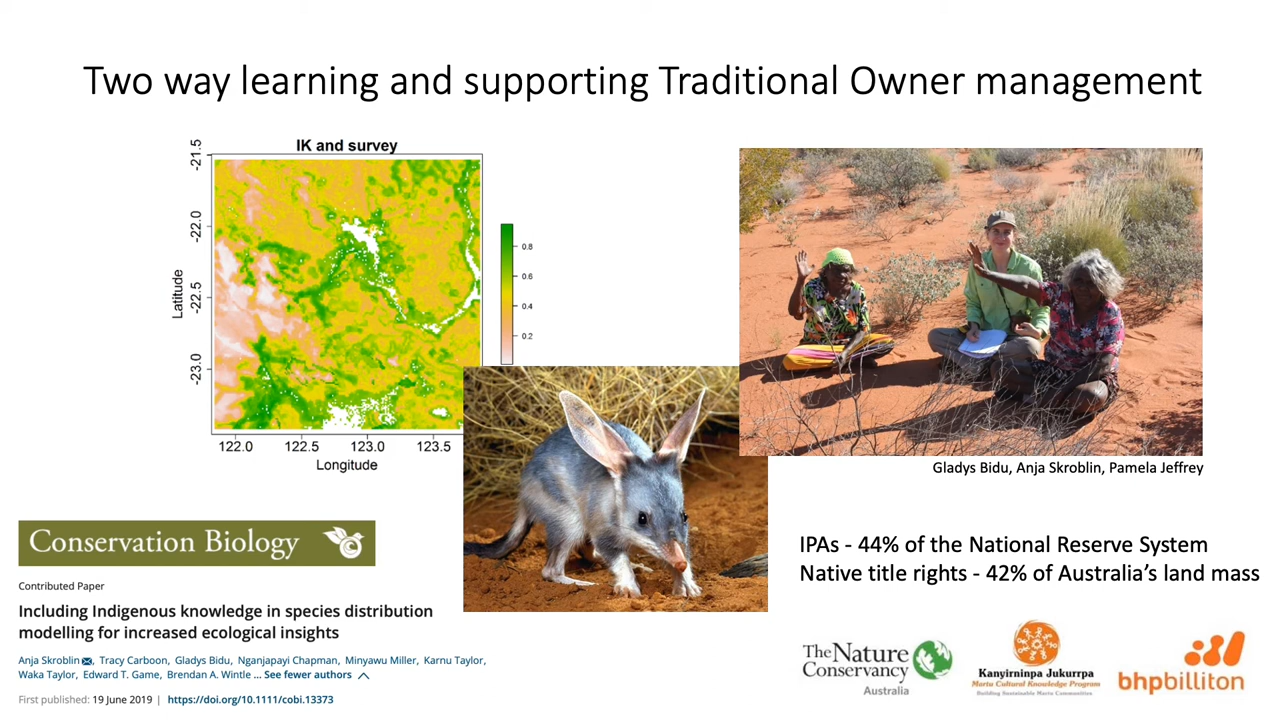 Two way learning and supporting Traditional Owner management
IK and survey
-21.5
-22.0
-22.5
-23.0
Latitude
122.0
122.5
123.0
123.5
Longitude
0.8
0.6
0.4
0.2
Gladys Bidu, Anja Skroblin, Pamela Jeffrey
Conservation Biology
Contributed Paper
Including Indigenous knowledge in species distribution
modelling for increased ecological insights
Anja Skroblin, Tracy Carboon, Gladys Bidu, Nganjapayi Chapman, Minyawu Miller, Karnu Taylor,
Waka Taylor, Edward T. Game, Brendan A. Wintle … See fewer authors
First published: 19 June 2019 | https://doi.org/10.1111/cobi.13373
IPAs - 44% of the National Reserve System
Native title rights - 42% of Australia’s land mass
The Nature
Conservancy
Australia
Kanyirninpa Jukurrpa
Martu Cultural Knowledge Program
Building Sustainable Martu Communities
bhpbilliton